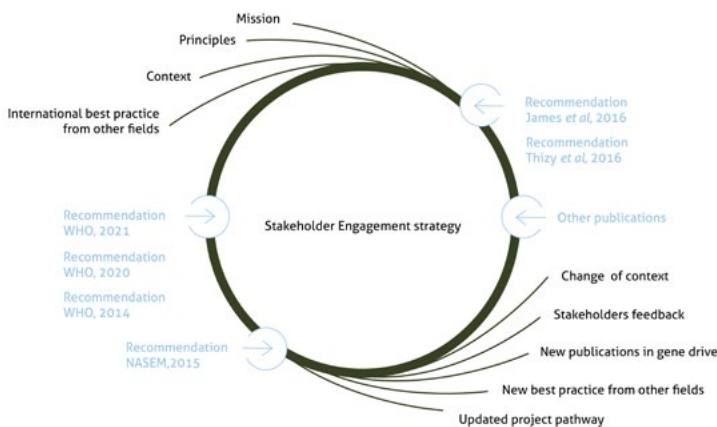 Mission
Principles
Context
International best practice
from other fields
Recommendation
James et al, 2016
Recommendation
Thizy et al, 2016
Recommendation
WHO, 2021
Recommendation
WHO, 2020
Recommendation
WHO, 2014
Stakeholder Engagement strategy
Other publications
Recommendation
NASEM,2015
Change of context
Stakeholders feedback
New publications in gene drive
New best practice from other fields
Updated project pathway